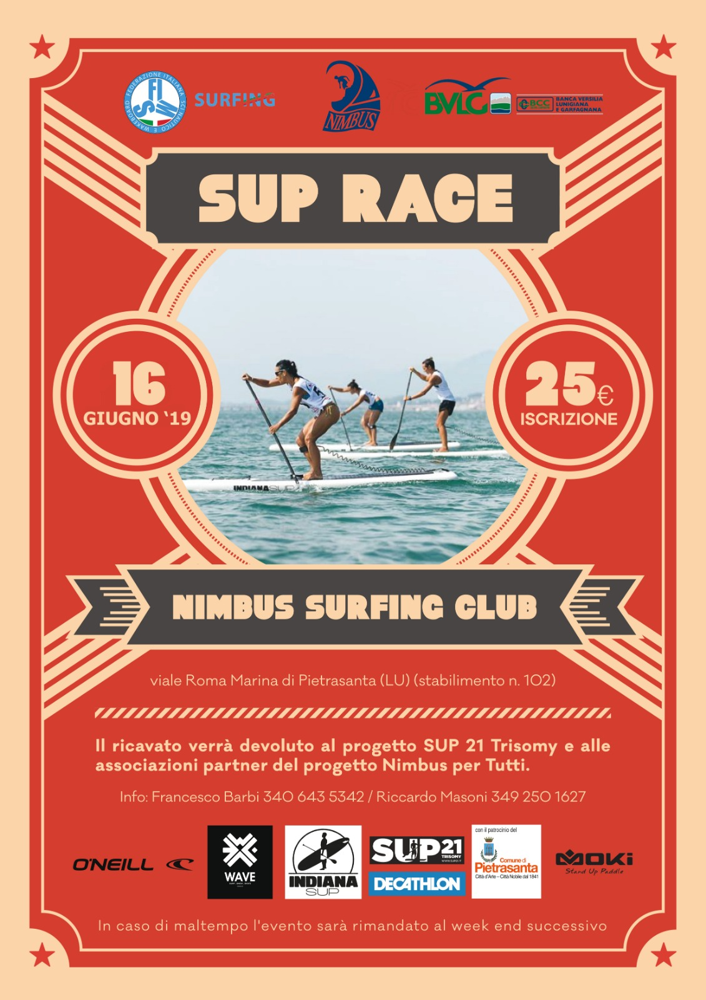 FEDERAZIONE ITALIANA SCI NAUTICO E WAKEBOARD
FISW
SURFING
NIMBUS
BVLG
BCC
BANCA VERSILIA
LUNIGIANA
E GARFAGNANA
SUP RACE
16
GIUGNO '19
25€
ISCRIZIONE
5
INDIANA SUP
NIMBUS SURFING CLUB
viale Roma Marina di Pietrasanta (LU) (stabilimento n. 102)
Il ricavato verrà devoluto al progetto SUP 21 Trisomy e alle
associazioni partner del progetto Nimbus per Tutti.
Info: Francesco Barbi 340 643 5342 / Riccardo Masoni 349 250 1627
O'NEILL
WAVE
INDIANA
SUP
SUP21
TRISOMY
WWW.SUP21.IT
DECATHLON
con il patrocinio del
Comune di
Pietrasanta
Città d'Arte – Città Nobile dal 1841
MOKI
Stand Up Paddle
In caso di maltempo l'evento sarà rimandato al week end successivo